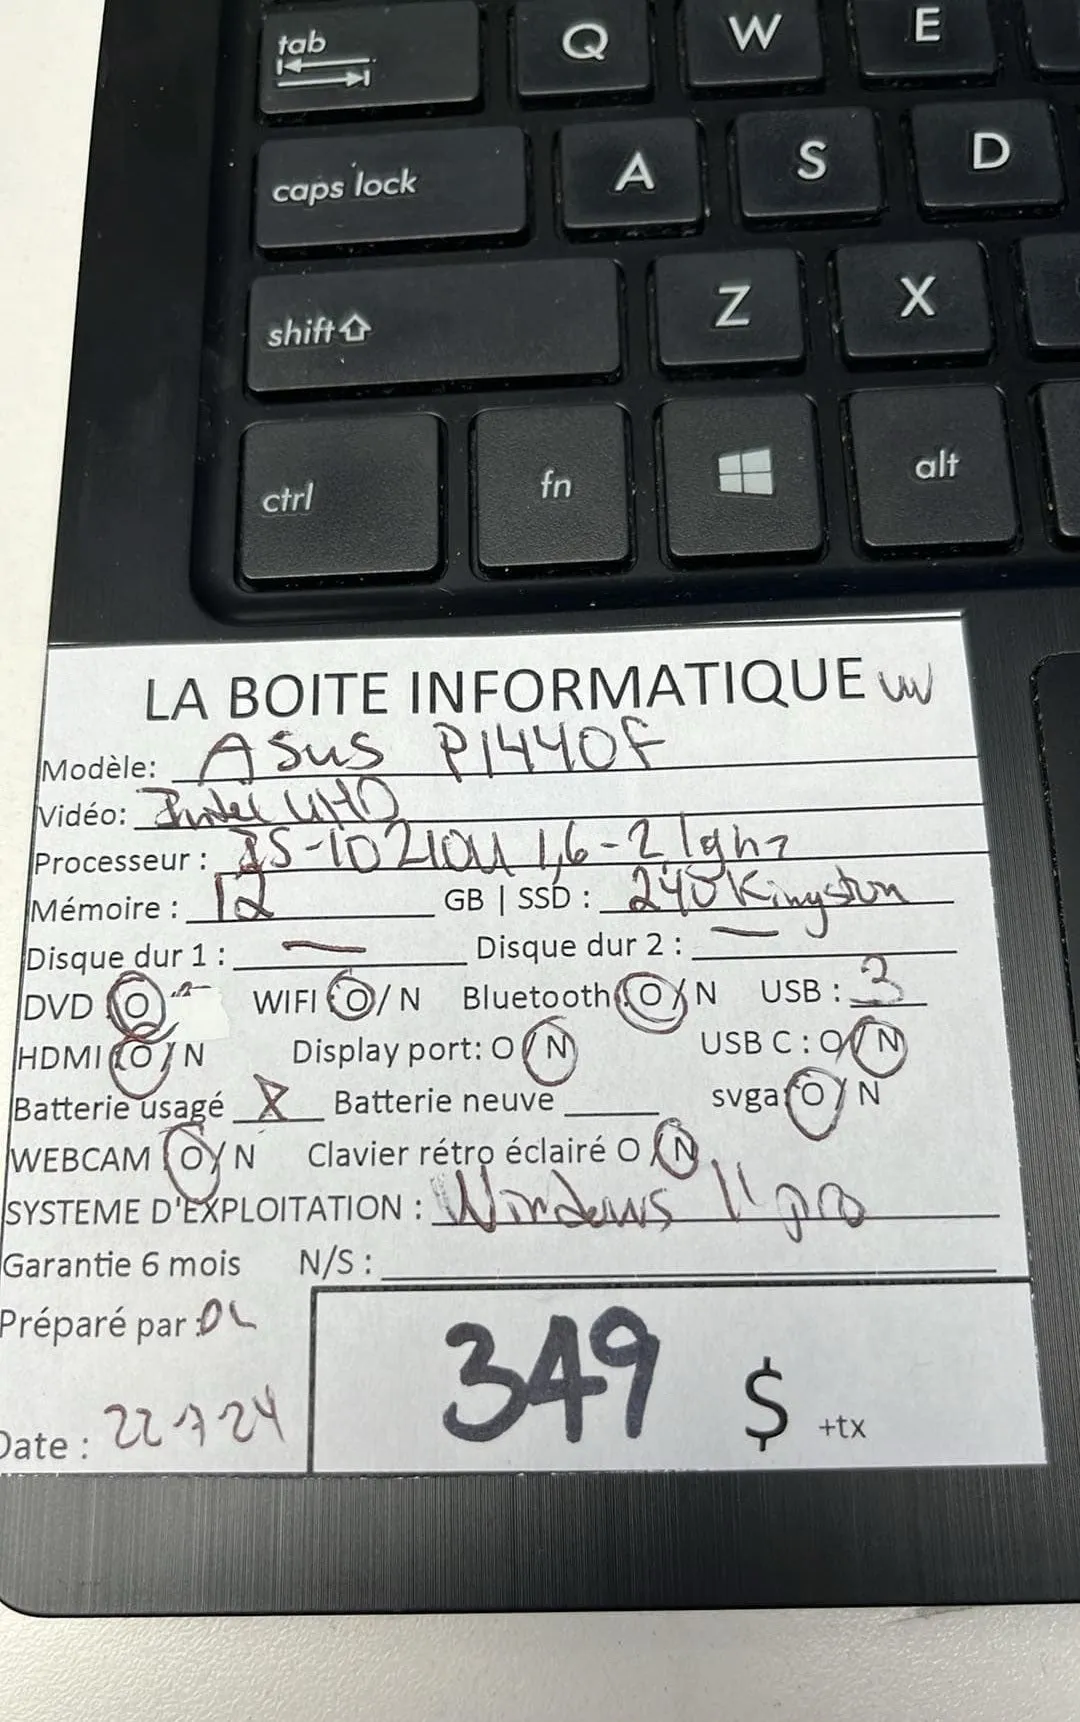 tab Q W E
caps lock A S D
shift Z X
ctrl fn alt
LA BOITE INFORMATIQUE
Modèle: ASUS P1440F
Vidéo: Intel UHD
Processeur : I5-10210U 1,6-2,1ghz
Mémoire : 12 GB | SSD : 240 Kingston
Disque dur 1 : — Disque dur 2 : —
DVD O WIFI O/N Bluetooth O/N USB : 3
HDMI O/N Display port: O/N USB C : O/N
Batterie usagé X Batterie neuve svga O/N
WEBCAM O/N Clavier rétro éclairé O/N
SYSTEME D'EXPLOITATION : Windows 11 pro
Garantie 6 mois N/S :
Préparé par : DL
349 $ +tx
Date : 22 7 24